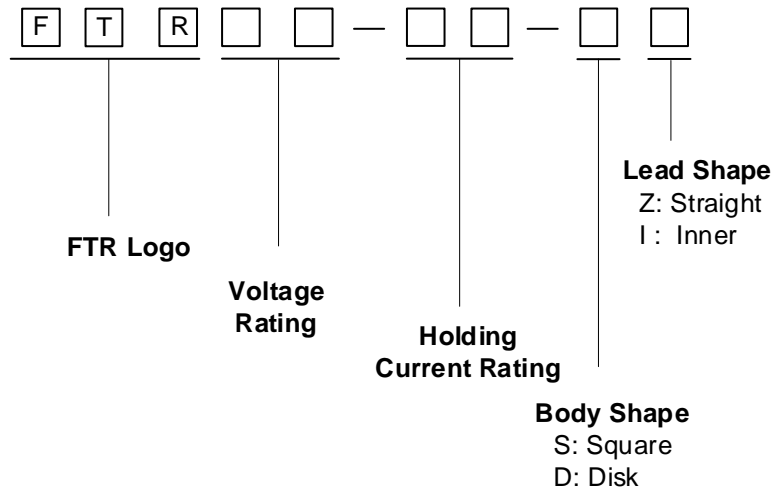 F T R — —
Lead Shape
Z: Straight
I : Inner
FTR Logo
Voltage
Rating
Holding
Current Rating
Body Shape
S: Square
D: Disk